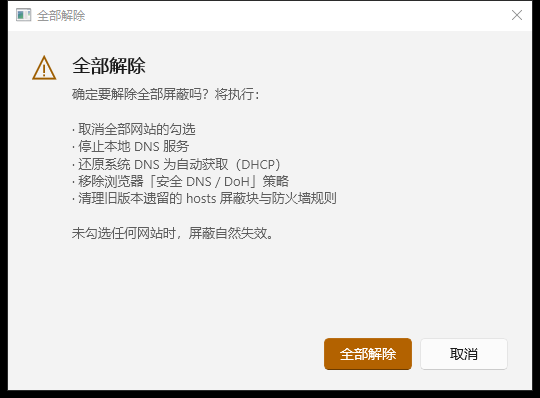 全部解除
全部解除
确定要解除全部屏蔽吗？将执行：
· 取消全部网站的勾选
· 停止本地 DNS 服务
· 还原系统 DNS 为自动获取（DHCP）
· 移除浏览器「安全 DNS / DoH」策略
· 清理旧版本遗留的 hosts 屏蔽块与防火墙规则
未勾选任何网站时，屏蔽自然失效。
全部解除
取消